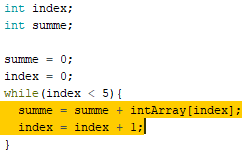 int index;
int summe;

summe = 0;
index = 0;
while(index < 5){
  summe = summe + intArray[index];
  index = index + 1;
}